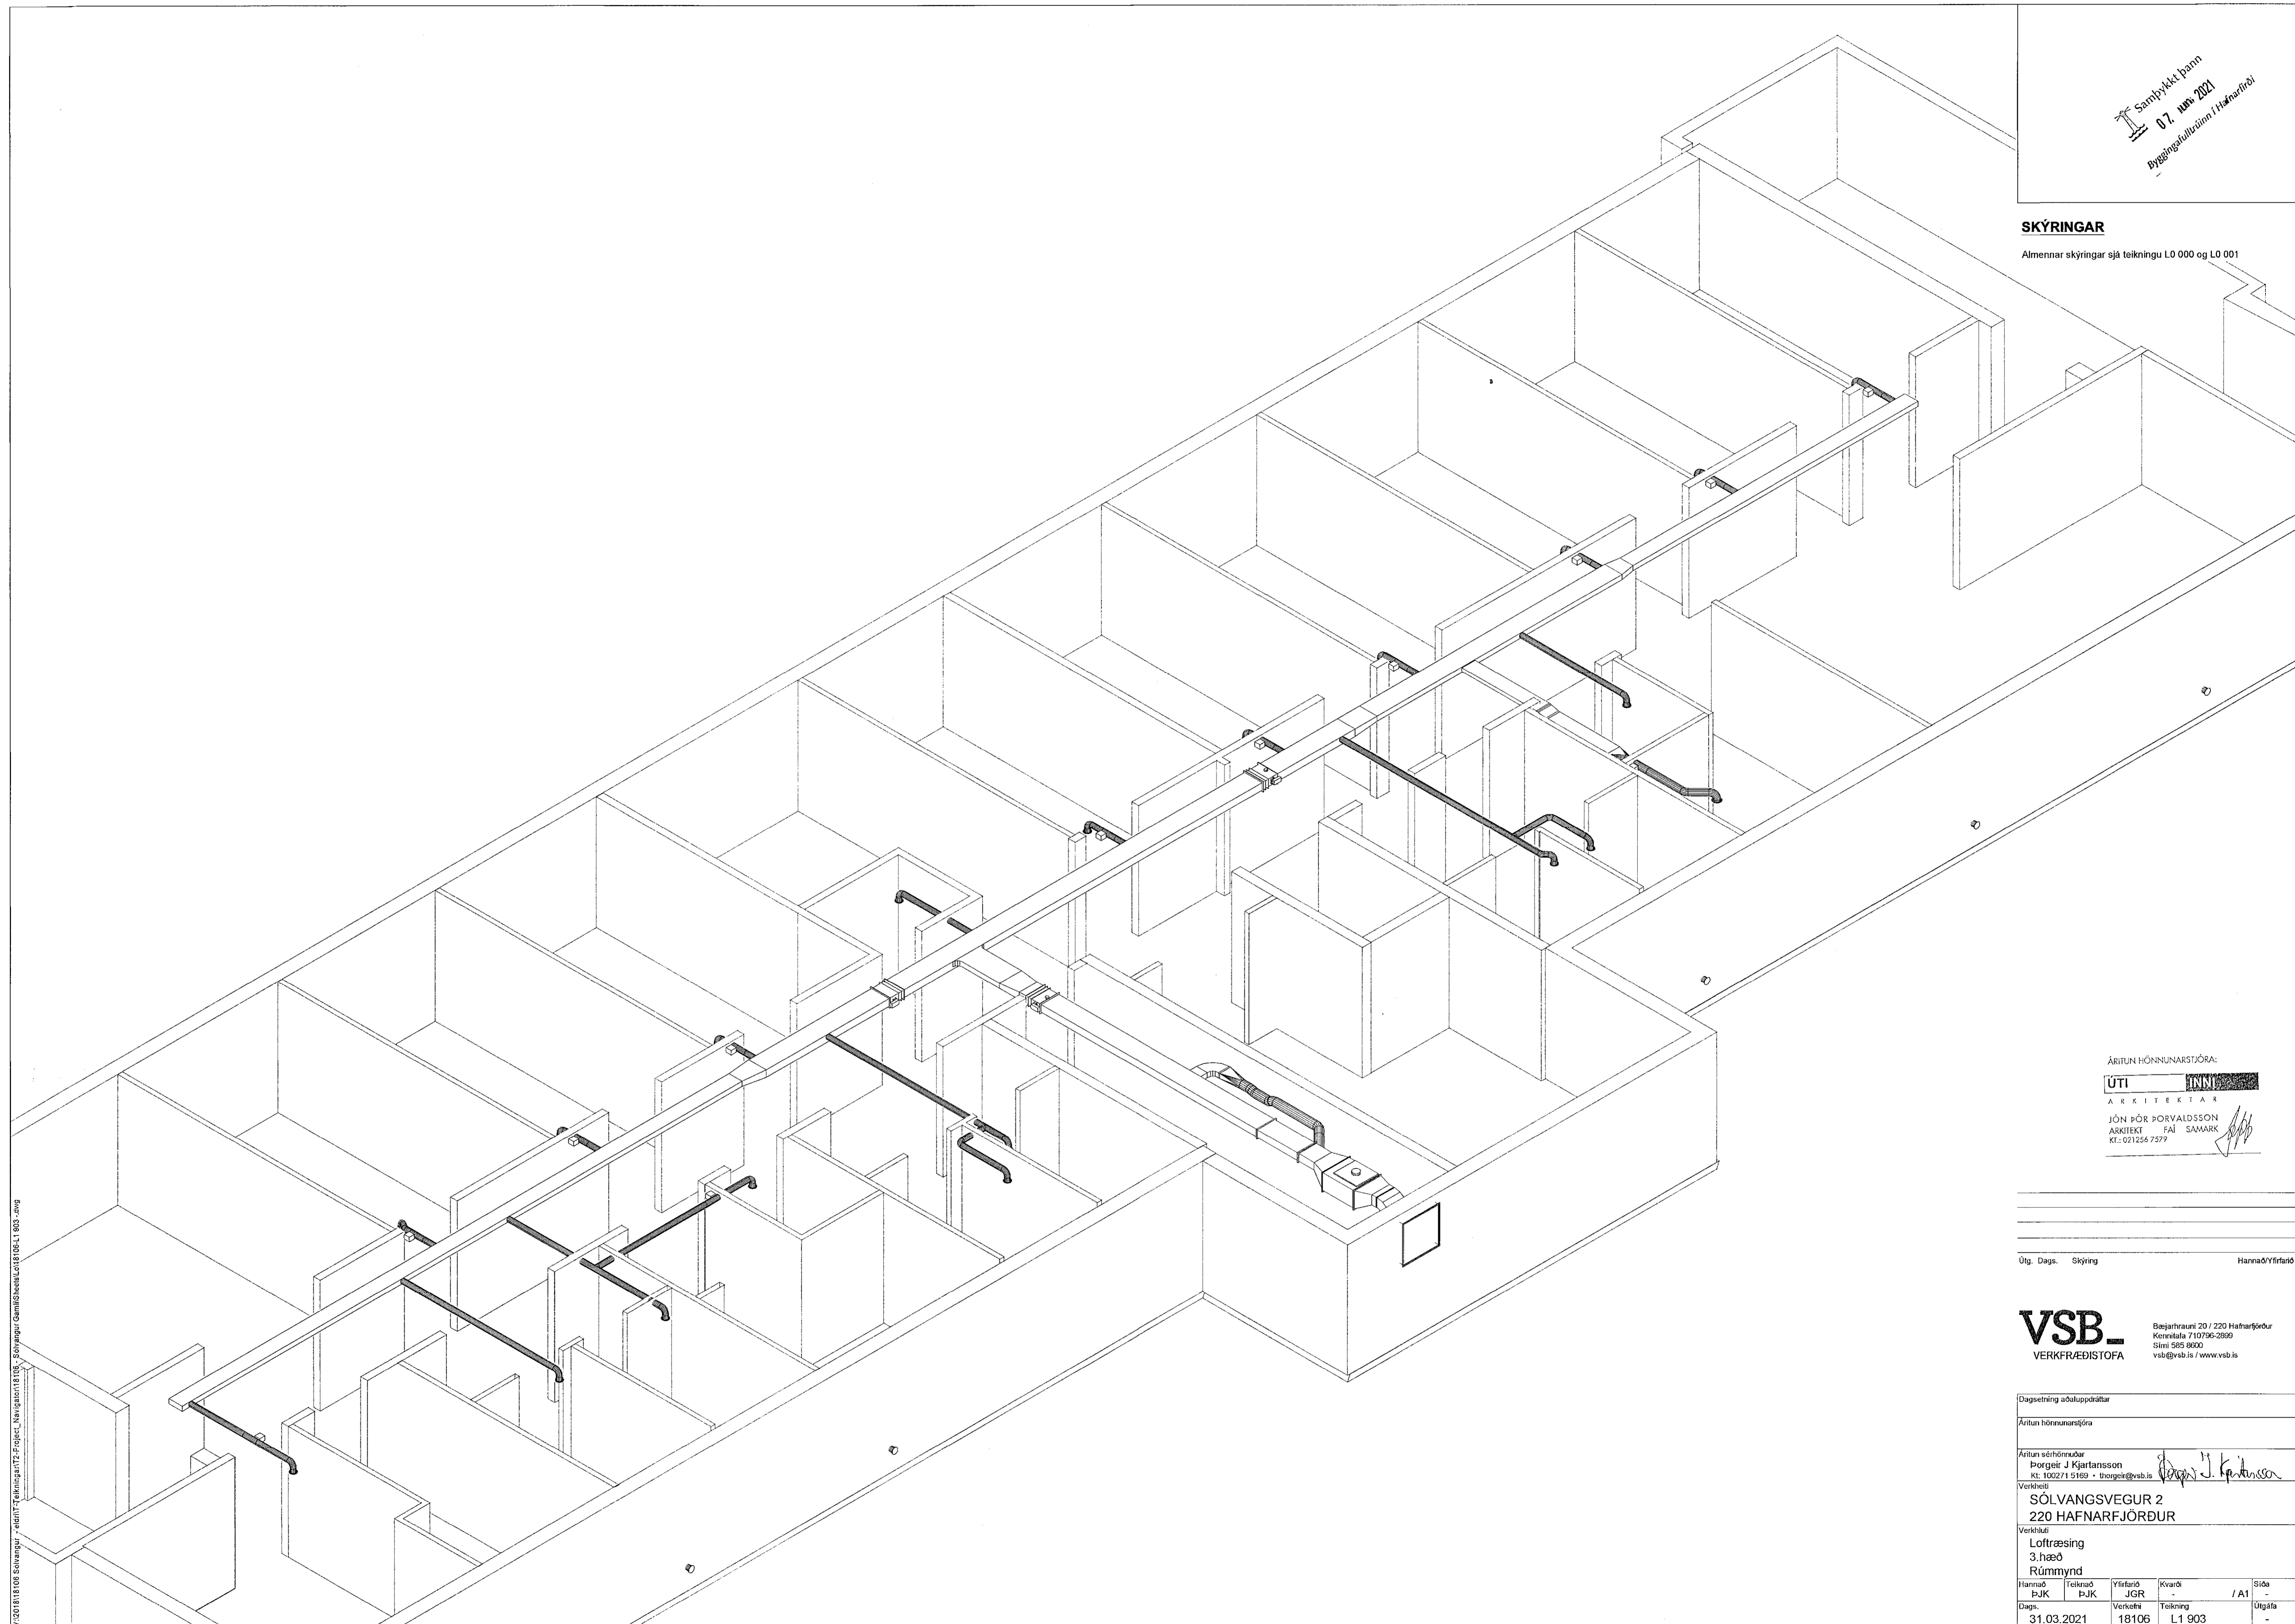 Samþykkt þann
07. JÚNÍ 2021
Byggingafulltrúinn í Hafnarfirði
SKÝRINGAR
Almennar skýringar sjá teikningu L0 000 og L0 001
ÁRITUN HÖNNUNARSTJÓRA:
ÚTI INNI
ARKITEKTAR
JÓN ÞÓR ÞORVALDSSON
ARKITEKT FAÍ SAMARK
KT.: 021256 7579
Útg. Dags. Skýring Hannað/Yfirfarið
VSB
VERKFRÆÐISTOFA
Bæjarhrauni 20 / 220 Hafnarfjörður
Kennitala 710796-2899
Sími 585 8600
vsb@vsb.is / www.vsb.is
Dagsetning aðaluppdráttar
Áritun hönnunarstjóra
Áritun sérhönnuðar
Þorgeir J Kjartansson
Kt: 100271 5169 • thorgeir@vsb.is
Þorgeir J. Kjartansson
Verkheiti
SÓLVANGSVEGUR 2
220 HAFNARFJÖRÐUR
Verkhluti
Loftræsing
3.hæð
Rúmmynd
Hannað Teiknað Yfirfarið Kvarði Síða
ÞJK ÞJK JGR - / A1 -
Dags. Verkefni Teikning Útgáfa
31.03.2021 18106 L1 903 -